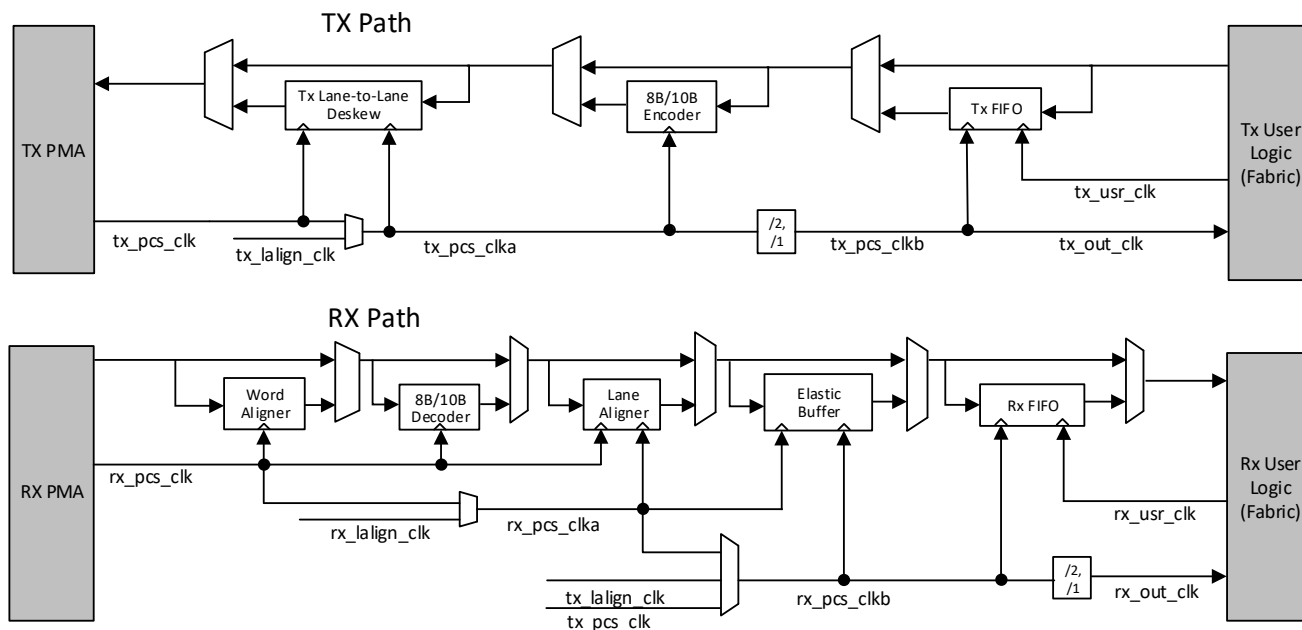 TX Path
TX PMA
Tx Lane-to-Lane
Deskew
8B/10B
Encoder
Tx FIFO
Tx User
Logic
(Fabric)
tx_usr_clk
tx_pcs_clk
tx_lalign_clk
tx_pcs_clka
/2,
/1
tx_pcs_clkb
tx_out_clk
RX Path
RX PMA
Word
Aligner
8B/10B
Decoder
Lane
Aligner
Elastic
Buffer
Rx FIFO
Rx User
Logic
(Fabric)
rx_pcs_clk
rx_lalign_clk
rx_pcs_clka
rx_usr_clk
tx_lalign_clk
tx_pcs_clk
rx_pcs_clkb
/2,
/1
rx_out_clk